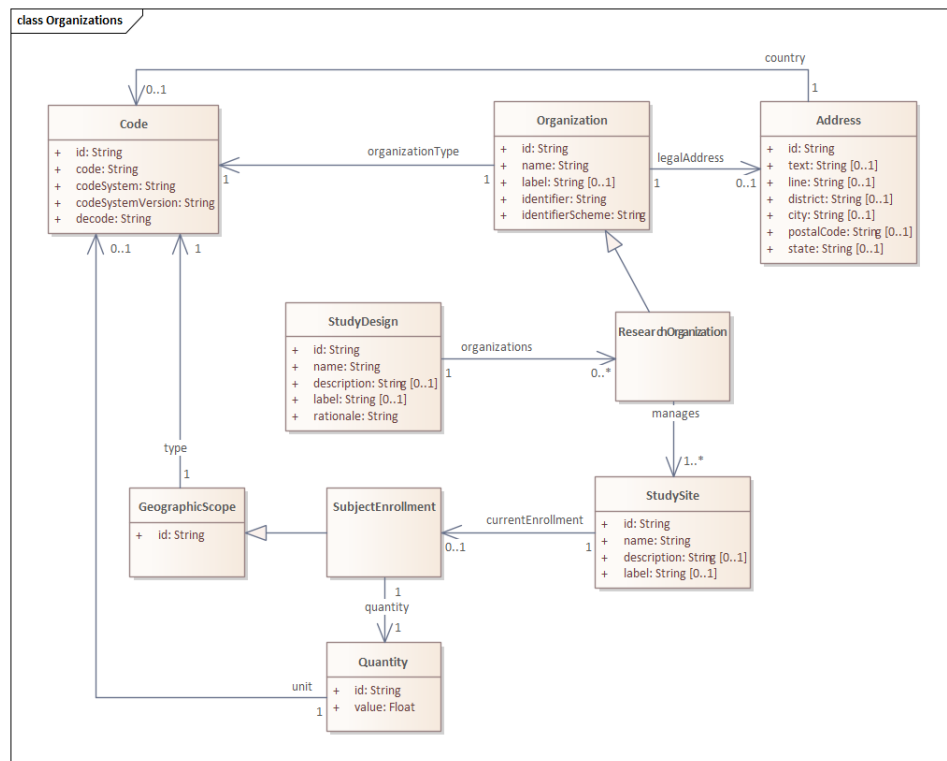 class Organizations
country
0..1
1
Code
+ id: String
+ code: String
+ codeSystem: String
+ codeSystemVersion: String
+ decode: String
organizationType
1
1
Organization
+ id: String
+ name: String
+ label: String [0..1]
+ identifier: String
+ identifierScheme: String
legalAddress
1
0..1
Address
+ id: String
+ text: String [0..1]
+ line: String [0..1]
+ district: String [0..1]
+ city: String [0..1]
+ postalCode: String [0..1]
+ state: String [0..1]
0..1
1
StudyDesign
+ id: String
+ name: String
+ description: String [0..1]
+ label: String [0..1]
+ rationale: String
organizations
1
0..*
ResearchOrganization
manages
1..*
type
1
GeographicScope
+ id: String
SubjectEnrollment
currentEnrollment
0..1
1
StudySite
+ id: String
+ name: String
+ description: String [0..1]
+ label: String [0..1]
1
quantity
1
Quantity
+ id: String
+ value: Float
unit
1